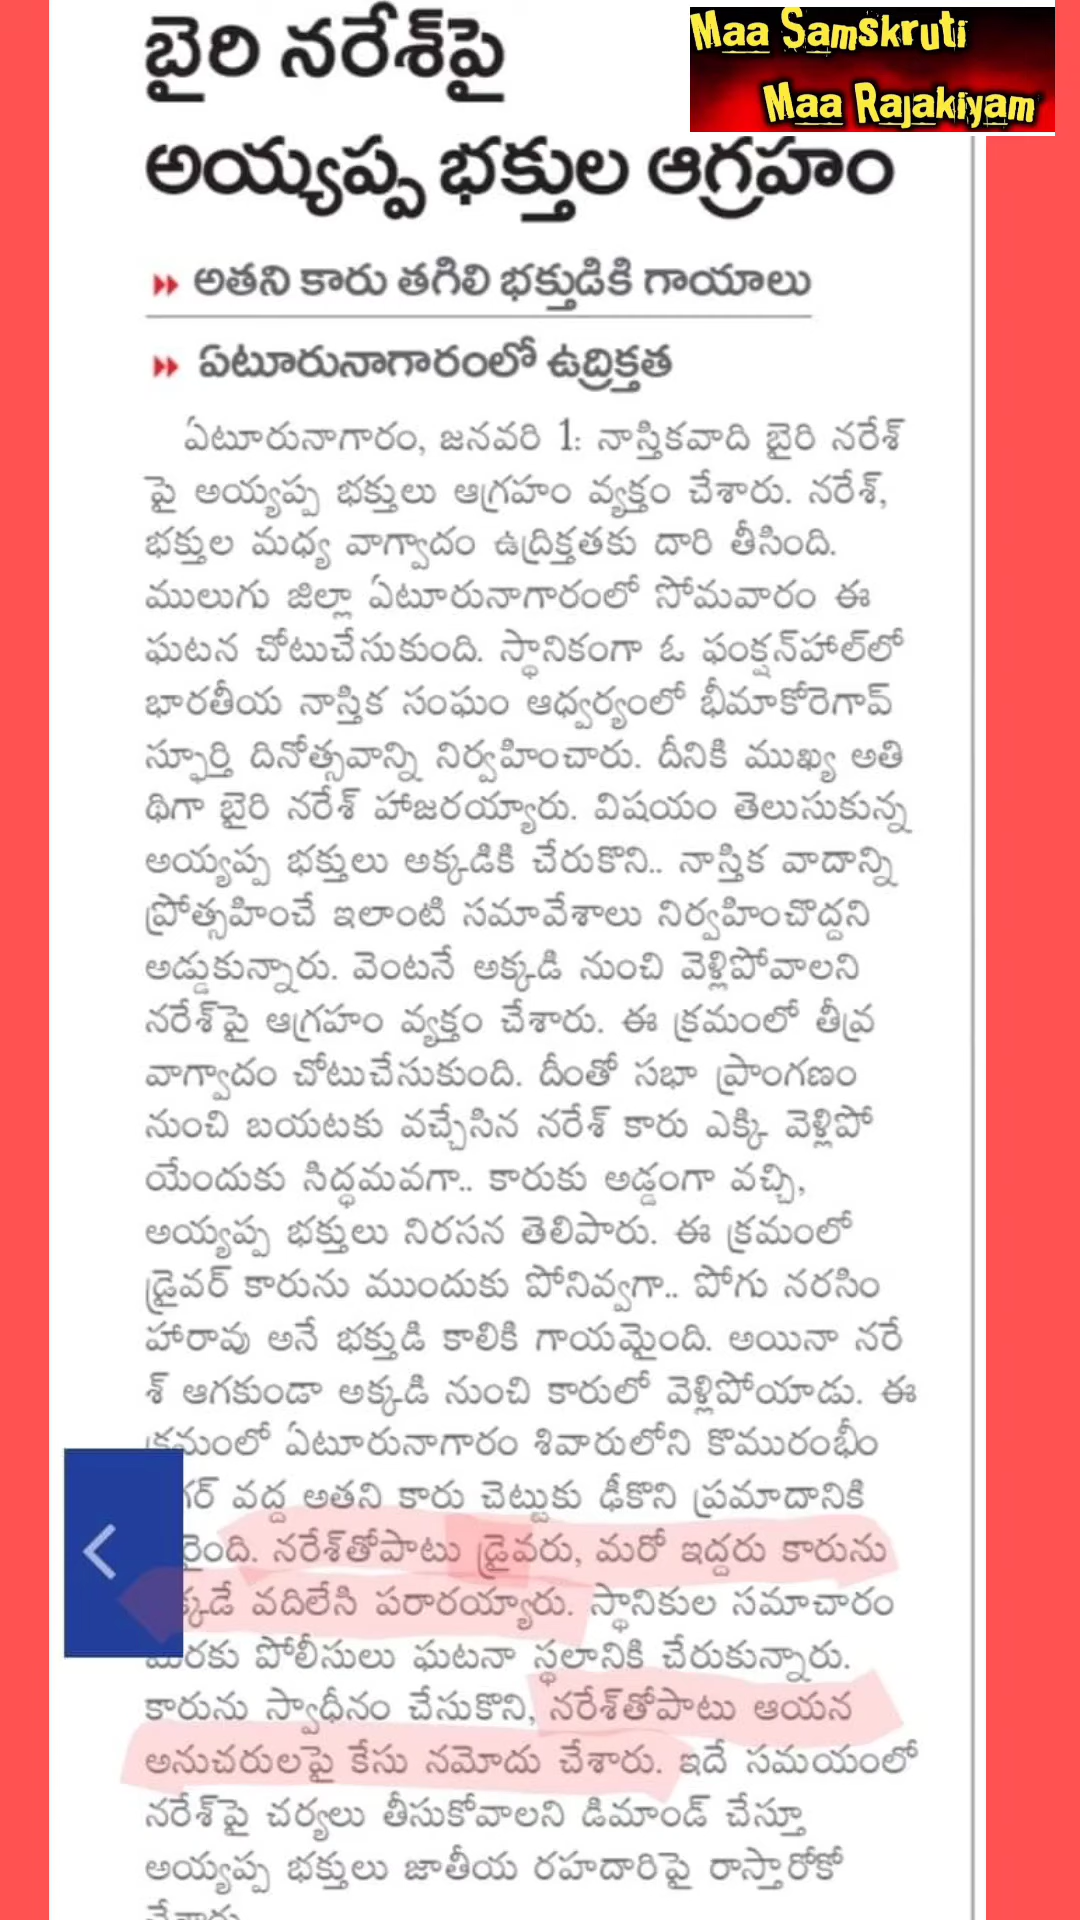 Maa Samskruti
Maa Rajakiyam
బైరి నరేశ్‌పై
అయ్యప్ప భక్తుల ఆగ్రహం
అతని కారు తగిలి భక్తుడికి గాయాలు
ఏటూరునాగారంలో ఉద్రిక్తత
ఏటూరునాగారం, జనవరి 1: నాస్తికవాది బైరి నరేశ్
పై అయ్యప్ప భక్తులు ఆగ్రహం వ్యక్తం చేశారు. నరేశ్,
భక్తుల మధ్య వాగ్వాదం ఉద్రిక్తతకు దారి తీసింది.
ములుగు జిల్లా ఏటూరునాగారంలో సోమవారం ఈ
ఘటన చోటుచేసుకుంది. స్థానికంగా ఓ ఫంక్షన్‌హాల్‌లో
భారతీయ నాస్తిక సంఘం ఆధ్వర్యంలో భీమాకోరెగావ్
స్ఫూర్తి దినోత్సవాన్ని నిర్వహించారు. దీనికి ముఖ్య అతి
థిగా బైరి నరేశ్ హాజరయ్యారు. విషయం తెలుసుకున్న
అయ్యప్ప భక్తులు అక్కడికి చేరుకొని.. నాస్తిక వాదాన్ని
ప్రోత్సహించే ఇలాంటి సమావేశాలు నిర్వహించొద్దని
అడ్డుకున్నారు. వెంటనే అక్కడి నుంచి వెళ్లిపోవాలని
నరేశ్‌పై ఆగ్రహం వ్యక్తం చేశారు. ఈ క్రమంలో తీవ్ర
వాగ్వాదం చోటుచేసుకుంది. దీంతో సభా ప్రాంగణం
నుంచి బయటకు వచ్చేసిన నరేశ్ కారు ఎక్కి వెళ్లిపో
యేందుకు సిద్ధమవగా.. కారుకు అడ్డంగా వచ్చి,
అయ్యప్ప భక్తులు నిరసన తెలిపారు. ఈ క్రమంలో
డ్రైవర్ కారును ముందుకు పోనివ్వగా.. పోగు నరసిం
హారావు అనే భక్తుడి కాలికి గాయమైంది. అయినా నరే
శ్ ఆగకుండా అక్కడి నుంచి కారులో వెళ్లిపోయాడు. ఈ
క్రమంలో ఏటూరునాగారం శివారులోని కొమురంభీం
వద్ద అతని కారు చెట్టుకు ఢీకొని ప్రమాదానికి
నరేశ్‌తోపాటు డ్రైవరు, మరో ఇద్దరు కారును
వదిలేసి పరారయ్యారు. స్థానికుల సమాచారం
పోలీసులు ఘటనా స్థలానికి చేరుకున్నారు.
కారును స్వాధీనం చేసుకొని, నరేశ్‌తోపాటు ఆయన
అనుచరులపై కేసు నమోదు చేశారు. ఇదే సమయంలో
నరేశ్‌పై చర్యలు తీసుకోవాలని డిమాండ్ చేస్తూ
అయ్యప్ప భక్తులు జాతీయ రహదారిపై రాస్తారోకో